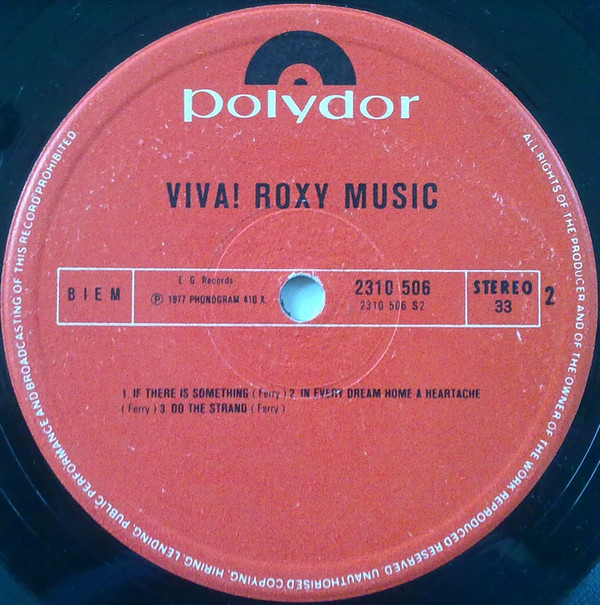 polydor
VIVA! ROXY MUSIC
BIEM
E G Records
Ⓟ 1977 PHONOGRAM 410 X
2310 506
2310 506 S2
STEREO
33
2
1. IF THERE IS SOMETHING ( Ferry ) 2. IN EVERY DREAM HOME A HEARTACHE
( Ferry ) 3. DO THE STRAND ( Ferry )
ALL RIGHTS OF THE PRODUCER AND OF THE OWNER OF THE WORK REPRODUCED RESERVED. UNAUTHORISED COPYING, HIRING, LENDING, PUBLIC PERFORMANCE AND BROADCASTING OF THIS RECORD PROHIBITED